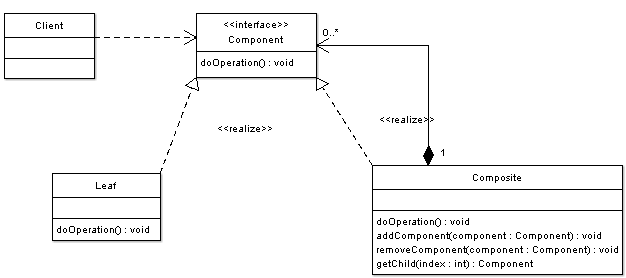 Client
<<interface>>
Component
doOperation() : void
0..*
<<realize>>
<<realize>>
1
Leaf
doOperation() : void
Composite
doOperation() : void
addComponent(component : Component) : void
removeComponent(component : Component) : void
getChild(index : int) : Component